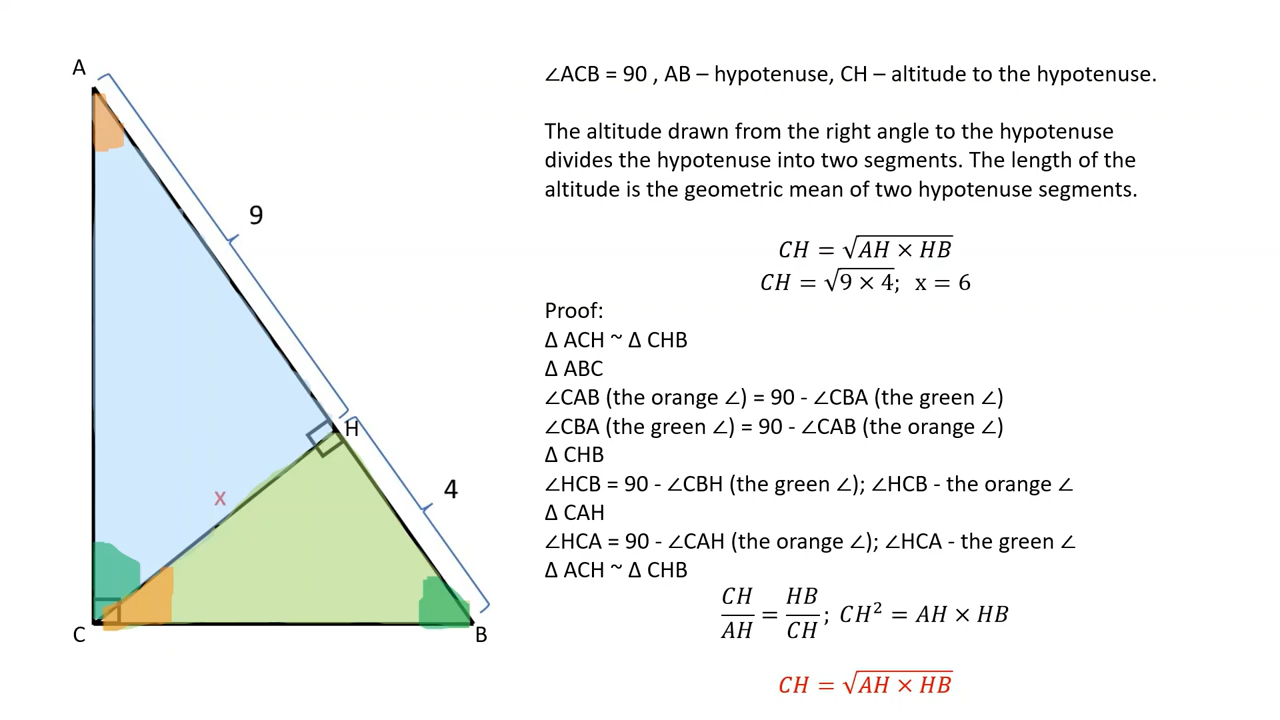 A
9
H
x
4
C
B
∠ACB = 90 , AB – hypotenuse, CH – altitude to the hypotenuse.
The altitude drawn from the right angle to the hypotenuse
divides the hypotenuse into two segments. The length of the
altitude is the geometric mean of two hypotenuse segments.
CH = √(AH × HB)
CH = √(9 × 4); x = 6
Proof:
Δ ACH ~ Δ CHB
Δ ABC
∠CAB (the orange ∠) = 90 - ∠CBA (the green ∠)
∠CBA (the green ∠) = 90 - ∠CAB (the orange ∠)
Δ CHB
∠HCB = 90 - ∠CBH (the green ∠); ∠HCB - the orange ∠
Δ CAH
∠HCA = 90 - ∠CAH (the orange ∠); ∠HCA - the green ∠
Δ ACH ~ Δ CHB
CH/AH = HB/CH; CH² = AH × HB
CH = √(AH × HB)